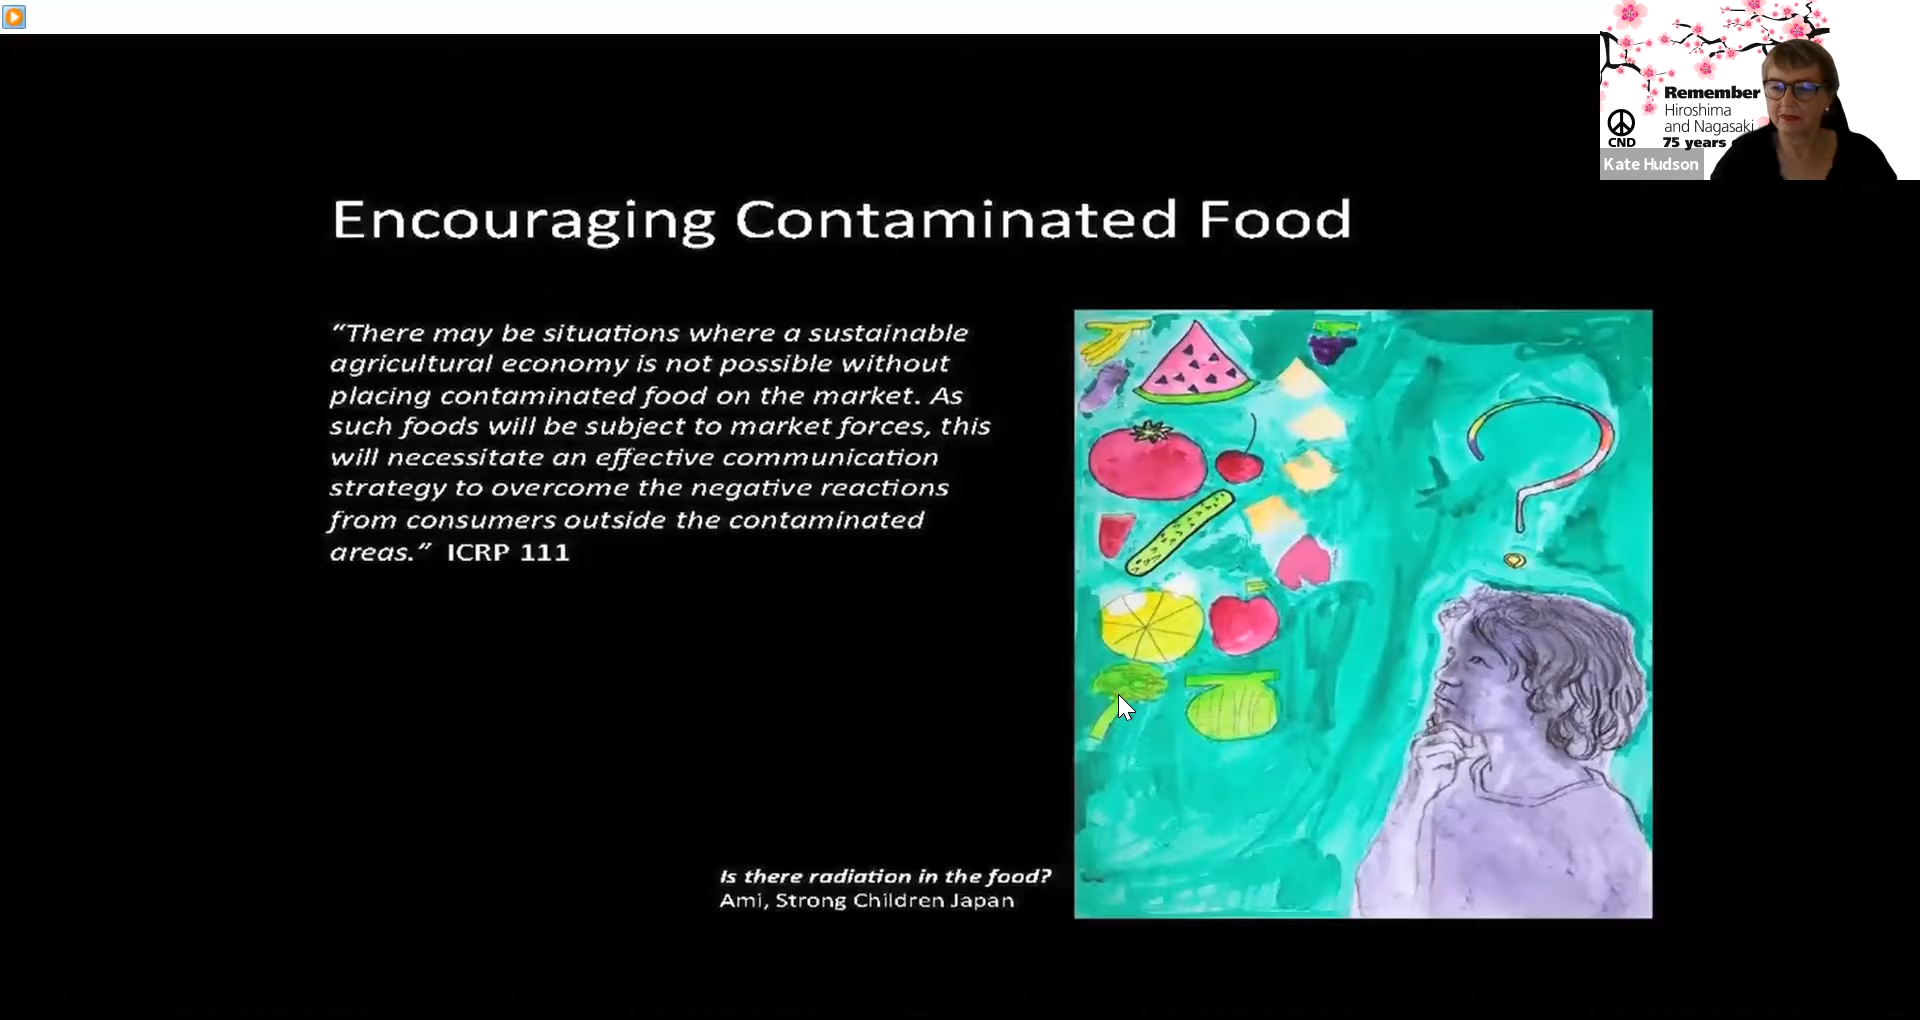 Remember
Hiroshima
and Nagasaki
75 years
CND
Kate Hudson
Encouraging Contaminated Food
“There may be situations where a sustainable
agricultural economy is not possible without
placing contaminated food on the market. As
such foods will be subject to market forces, this
will necessitate an effective communication
strategy to overcome the negative reactions
from consumers outside the contaminated
areas.” ICRP 111
Is there radiation in the food?
Ami, Strong Children Japan